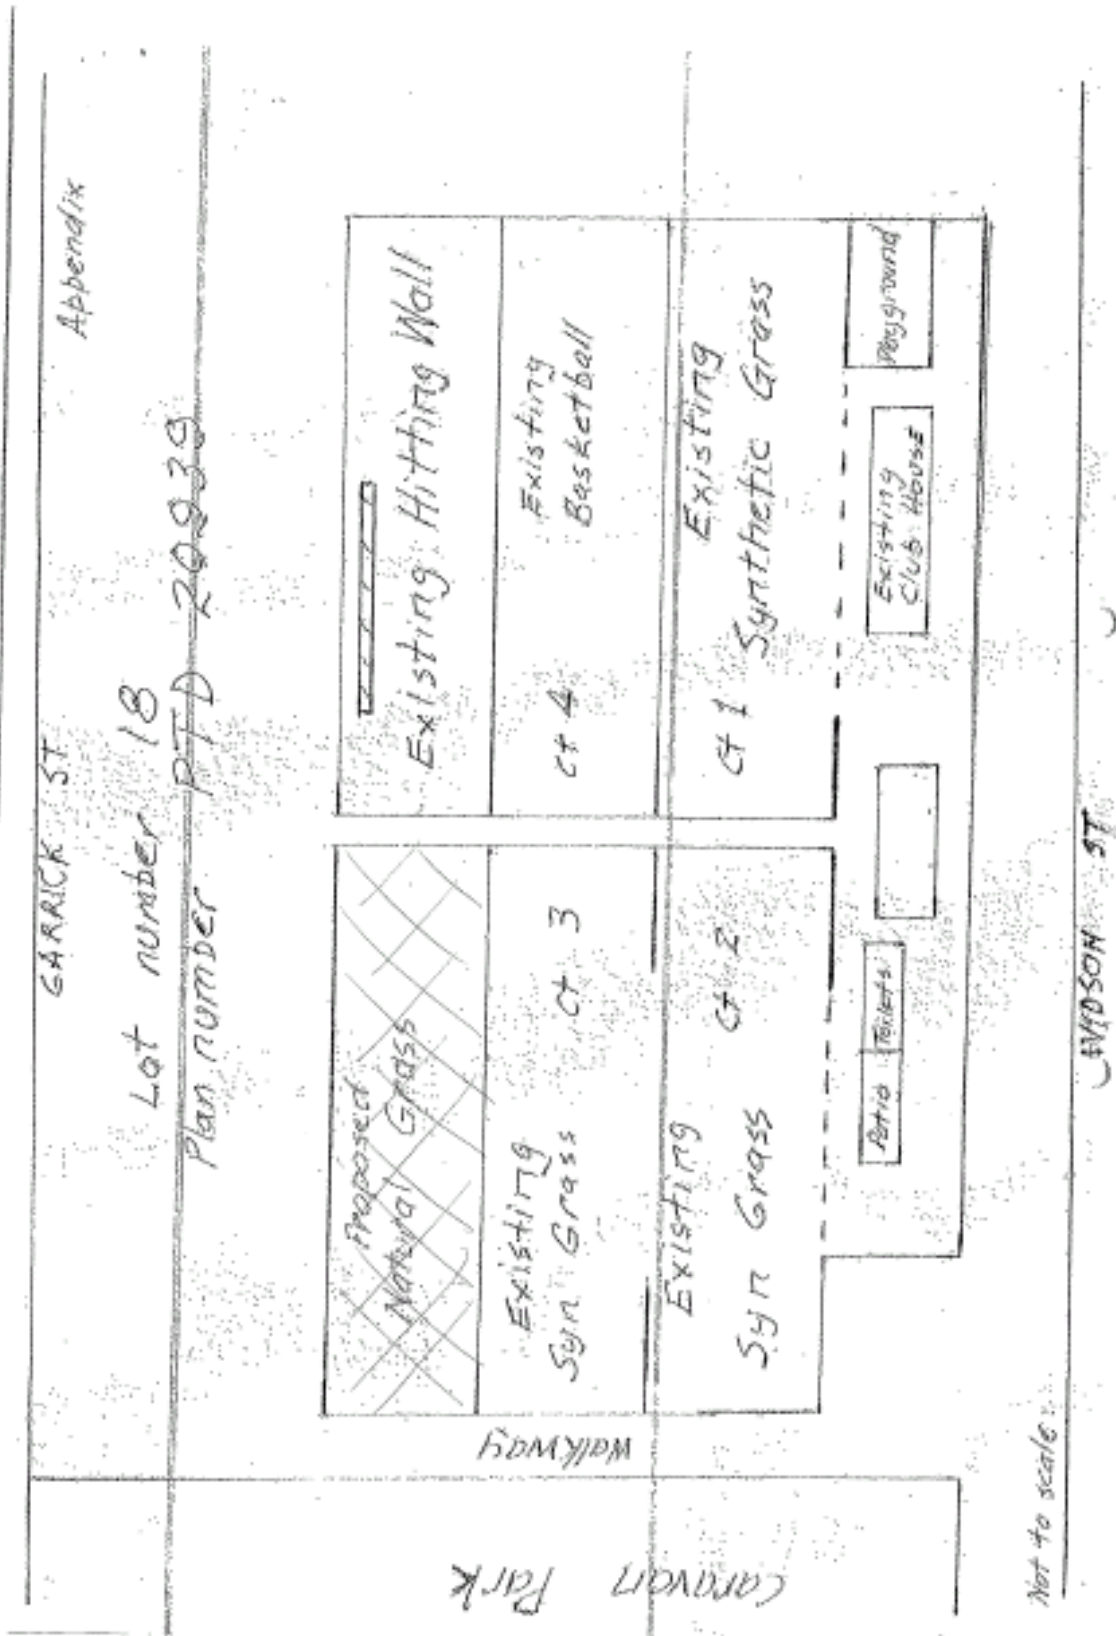 Appendix
GARRICK ST
Lot number 18
Plan number PTD 20939
Proposed
Natural Grass
Existing Hitting Wall
Existing
Syn Grass Ct 3
Ct 4 Existing
Basketball
Walkway
Caravan
Park
Existing
Syn Grass Ct 2
Ct 1 Existing
Synthetic Grass
Patio
Toilets
Existing
Club House
Playground
Not to scale
DAVIDSON ST